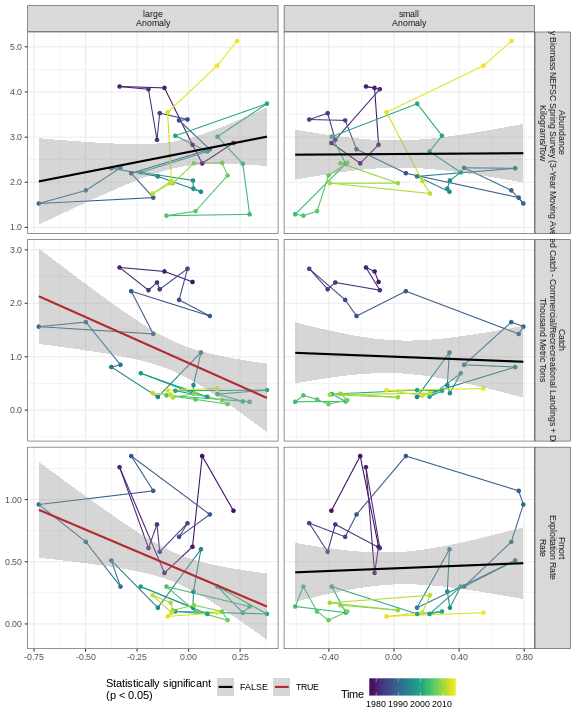 large
Anomaly
small
Anomaly
5.0
4.0
3.0
2.0
1.0
Abundance
Biomass NEFSC Spring Survey (3-Year Moving
Kilograms/tow
3.0
2.0
1.0
0.0
Catch
Catch - Commercial/Recreational Landings +
Thousand Metric Tons
1.00
0.50
0.00
Fmort
Exploitation Rate
Rate
-0.75
-0.50
-0.25
0.00
0.25
-0.40
0.00
0.40
0.80
Statistically significant
(p < 0.05)
FALSE
TRUE
Time
1980 1990 2000 2010